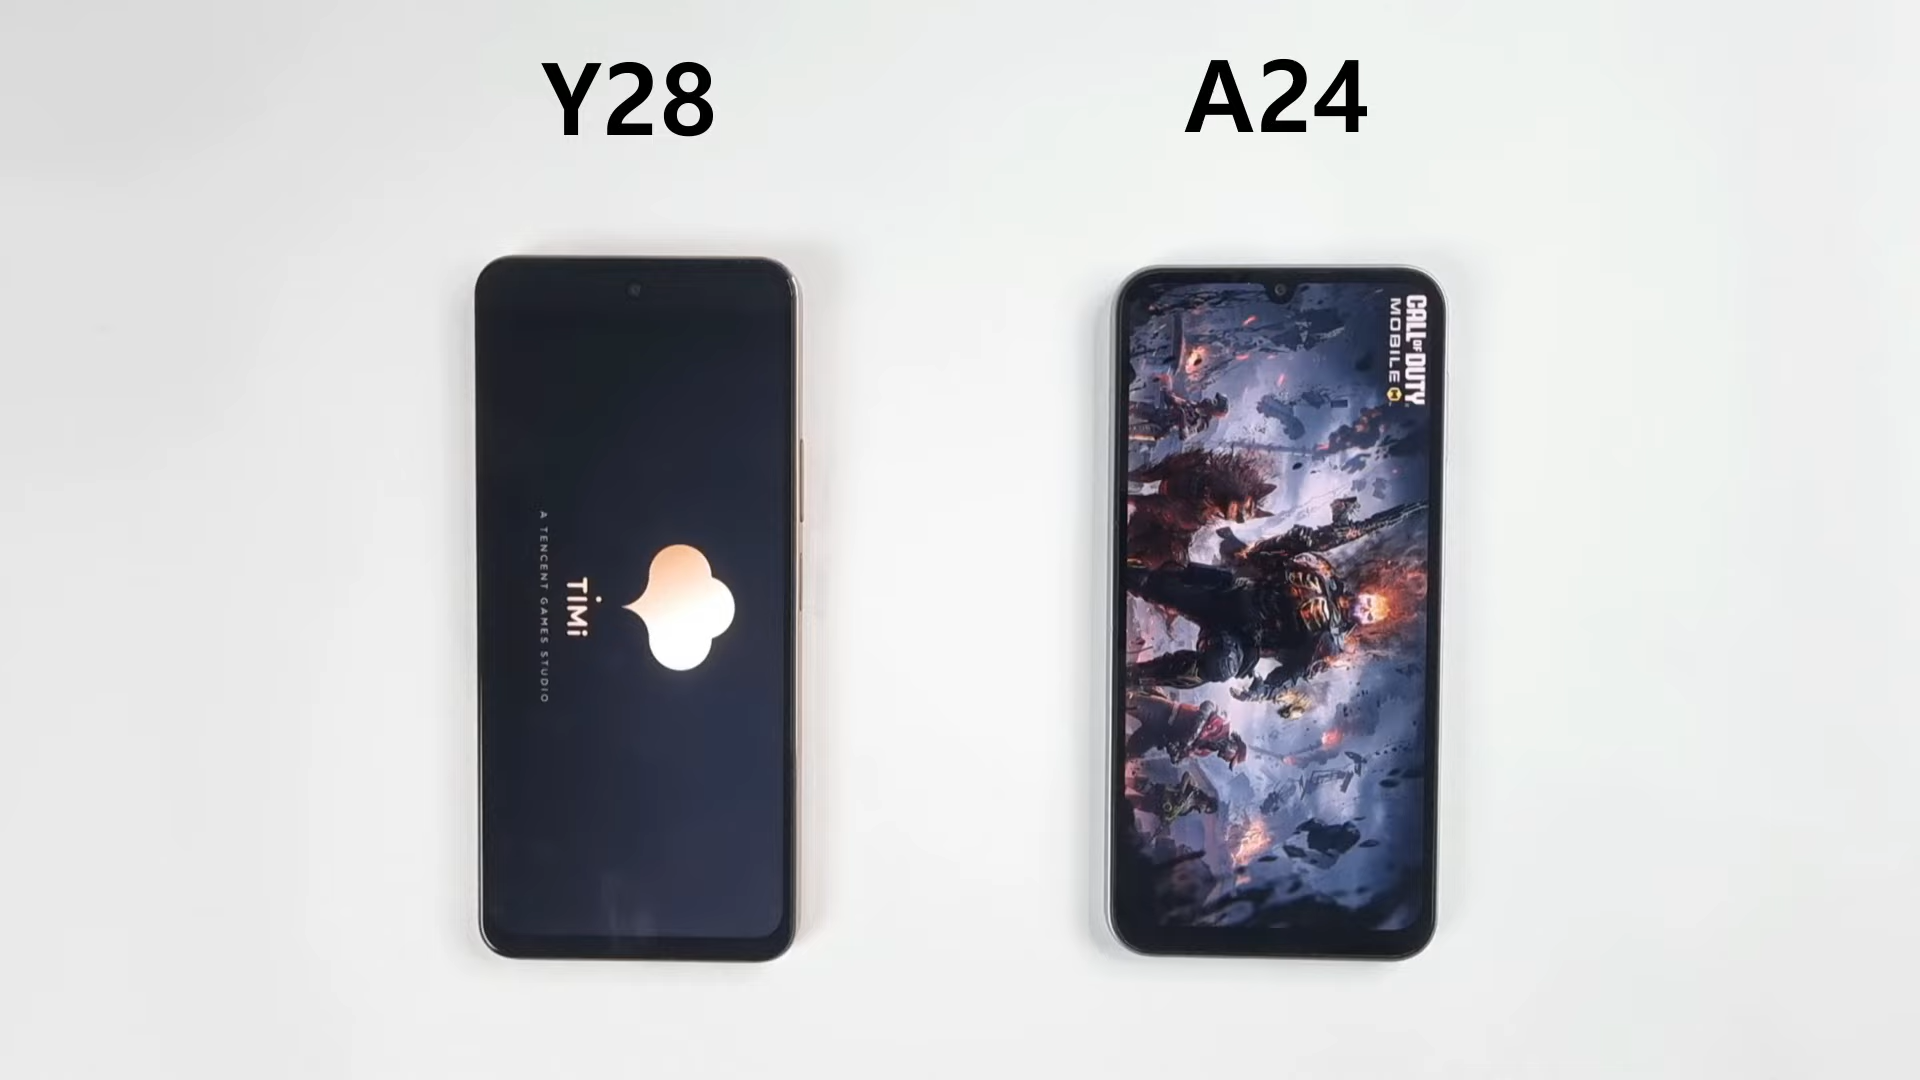 Y28
A24
TiMi
A TENCENT GAMES STUDIO
CALL OF DUTY
MOBILE